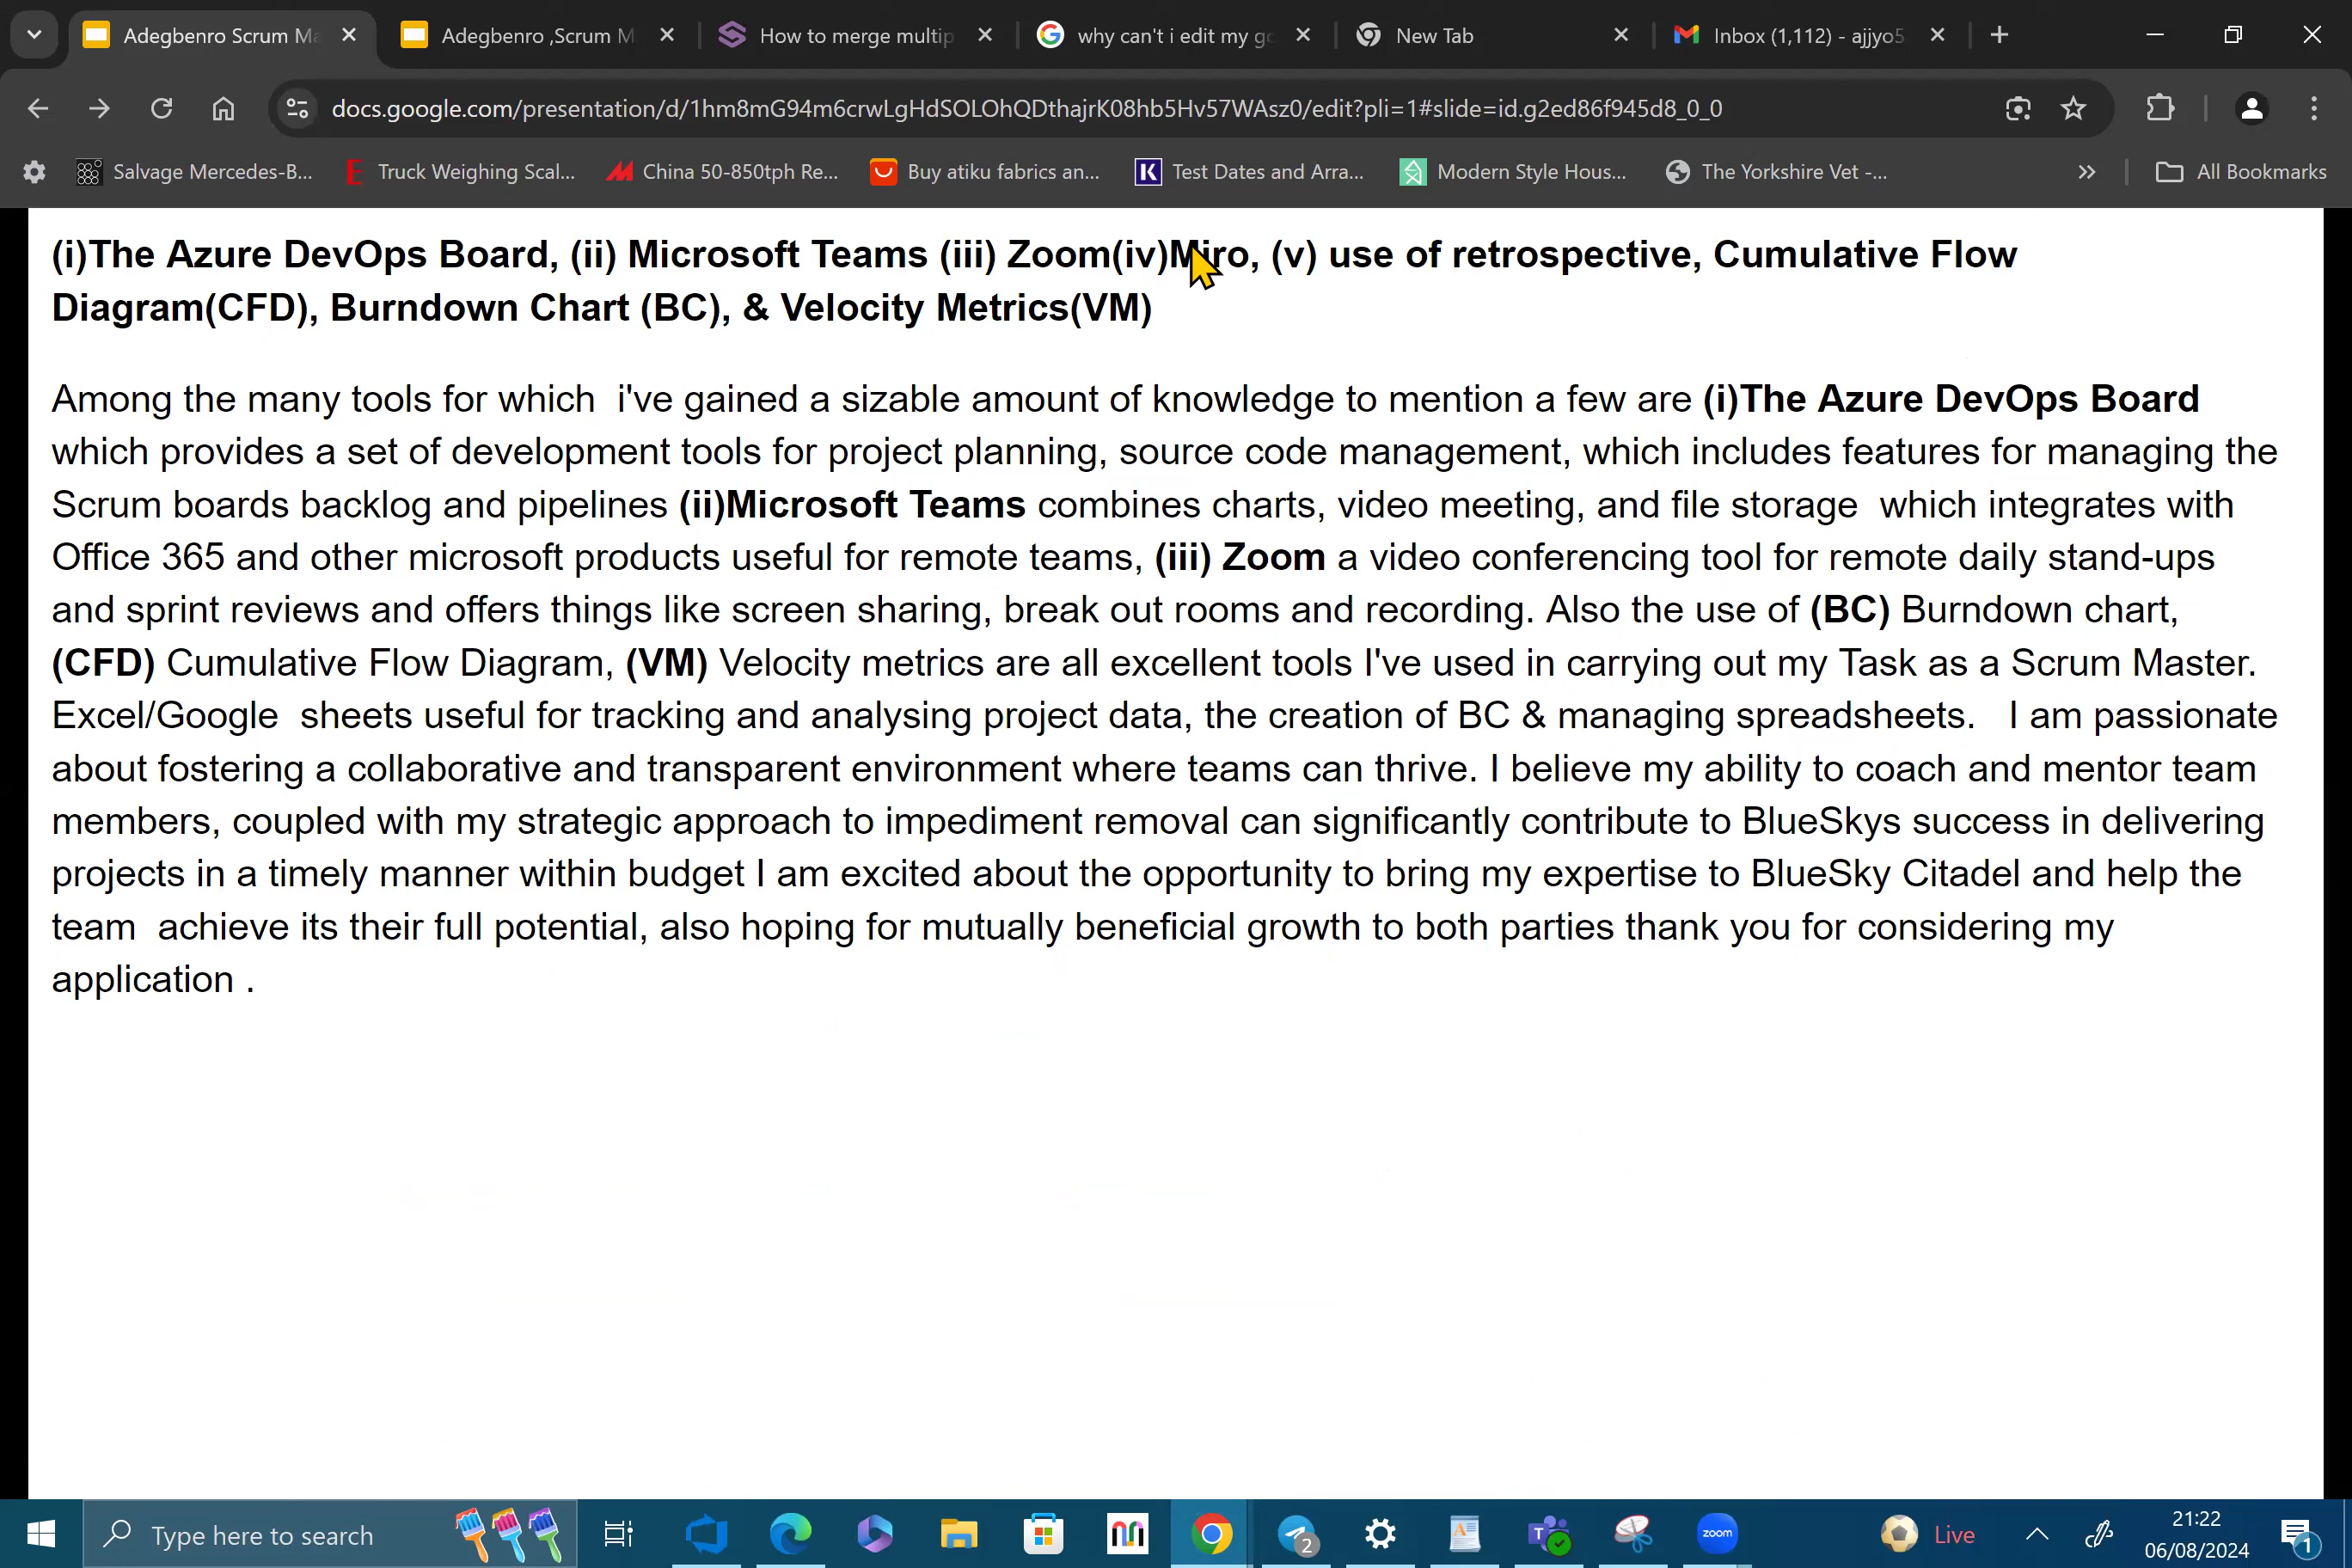 Adegbenro Scrum Ma
Adegbenro ,Scrum M
How to merge multip
why can't i edit my go
New Tab
Inbox (1,112) - ajjyo5
docs.google.com/presentation/d/1hm8mG94m6crwLgHdSOLOhQDthajrK08hb5Hv57WAsz0/edit?pli=1#slide=id.g2ed86f945d8_0_0
Salvage Mercedes-B...
Truck Weighing Scal...
China 50-850tph Re...
Buy atiku fabrics an...
Test Dates and Arra...
Modern Style Hous...
The Yorkshire Vet -...
All Bookmarks
(i)The Azure DevOps Board, (ii) Microsoft Teams (iii) Zoom(iv)Miro, (v) use of retrospective, Cumulative Flow
Diagram(CFD), Burndown Chart (BC), & Velocity Metrics(VM)
Among the many tools for which  i've gained a sizable amount of knowledge to mention a few are (i)The Azure DevOps Board
which provides a set of development tools for project planning, source code management, which includes features for managing the
Scrum boards backlog and pipelines (ii)Microsoft Teams combines charts, video meeting, and file storage  which integrates with
Office 365 and other microsoft products useful for remote teams, (iii) Zoom a video conferencing tool for remote daily stand-ups
and sprint reviews and offers things like screen sharing, break out rooms and recording. Also the use of (BC) Burndown chart,
(CFD) Cumulative Flow Diagram, (VM) Velocity metrics are all excellent tools I've used in carrying out my Task as a Scrum Master.
Excel/Google  sheets useful for tracking and analysing project data, the creation of BC & managing spreadsheets.   I am passionate
about fostering a collaborative and transparent environment where teams can thrive. I believe my ability to coach and mentor team
members, coupled with my strategic approach to impediment removal can significantly contribute to BlueSkys success in delivering
projects in a timely manner within budget I am excited about the opportunity to bring my expertise to BlueSky Citadel and help the
team  achieve its their full potential, also hoping for mutually beneficial growth to both parties thank you for considering my
application .
Type here to search
2
zoom
Live
21:22
06/08/2024
1